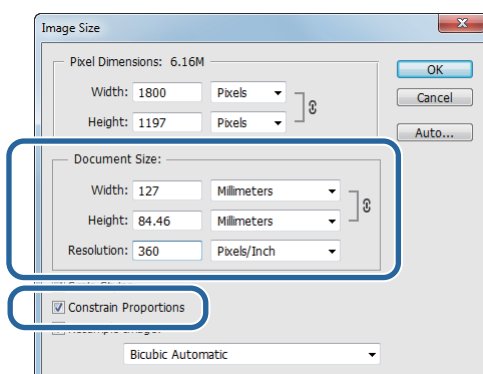 Image Size
Pixel Dimensions: 6.16M
OK
Width: 1800 Pixels
Cancel
Height: 1197 Pixels
Auto...
Document Size:
Width: 127 Millimeters
Height: 84.46 Millimeters
Resolution: 360 Pixels/Inch
Constrain Proportions
Bicubic Automatic